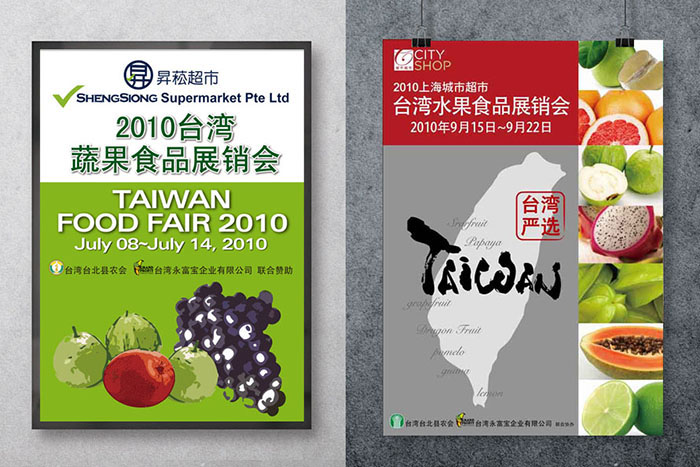 昇
昇菘超市
SHENGSIONG Supermarket Pte Ltd
2010台湾
蔬果食品展销会
TAIWAN
FOOD FAIR 2010
July 08~July 14, 2010
台湾台北县农会 台湾永富宝企业有限公司 联合赞助
CITY
SHOP
2010上海城市超市
台湾水果食品展销会
2010年9月15日~9月22日
台湾
严选
Starfruit
Papaya
TAIWAN
grapefruit
Dragon Fruit
pomelo
guava
lemon
台湾台北县农会 台湾永富宝企业有限公司 联合协办